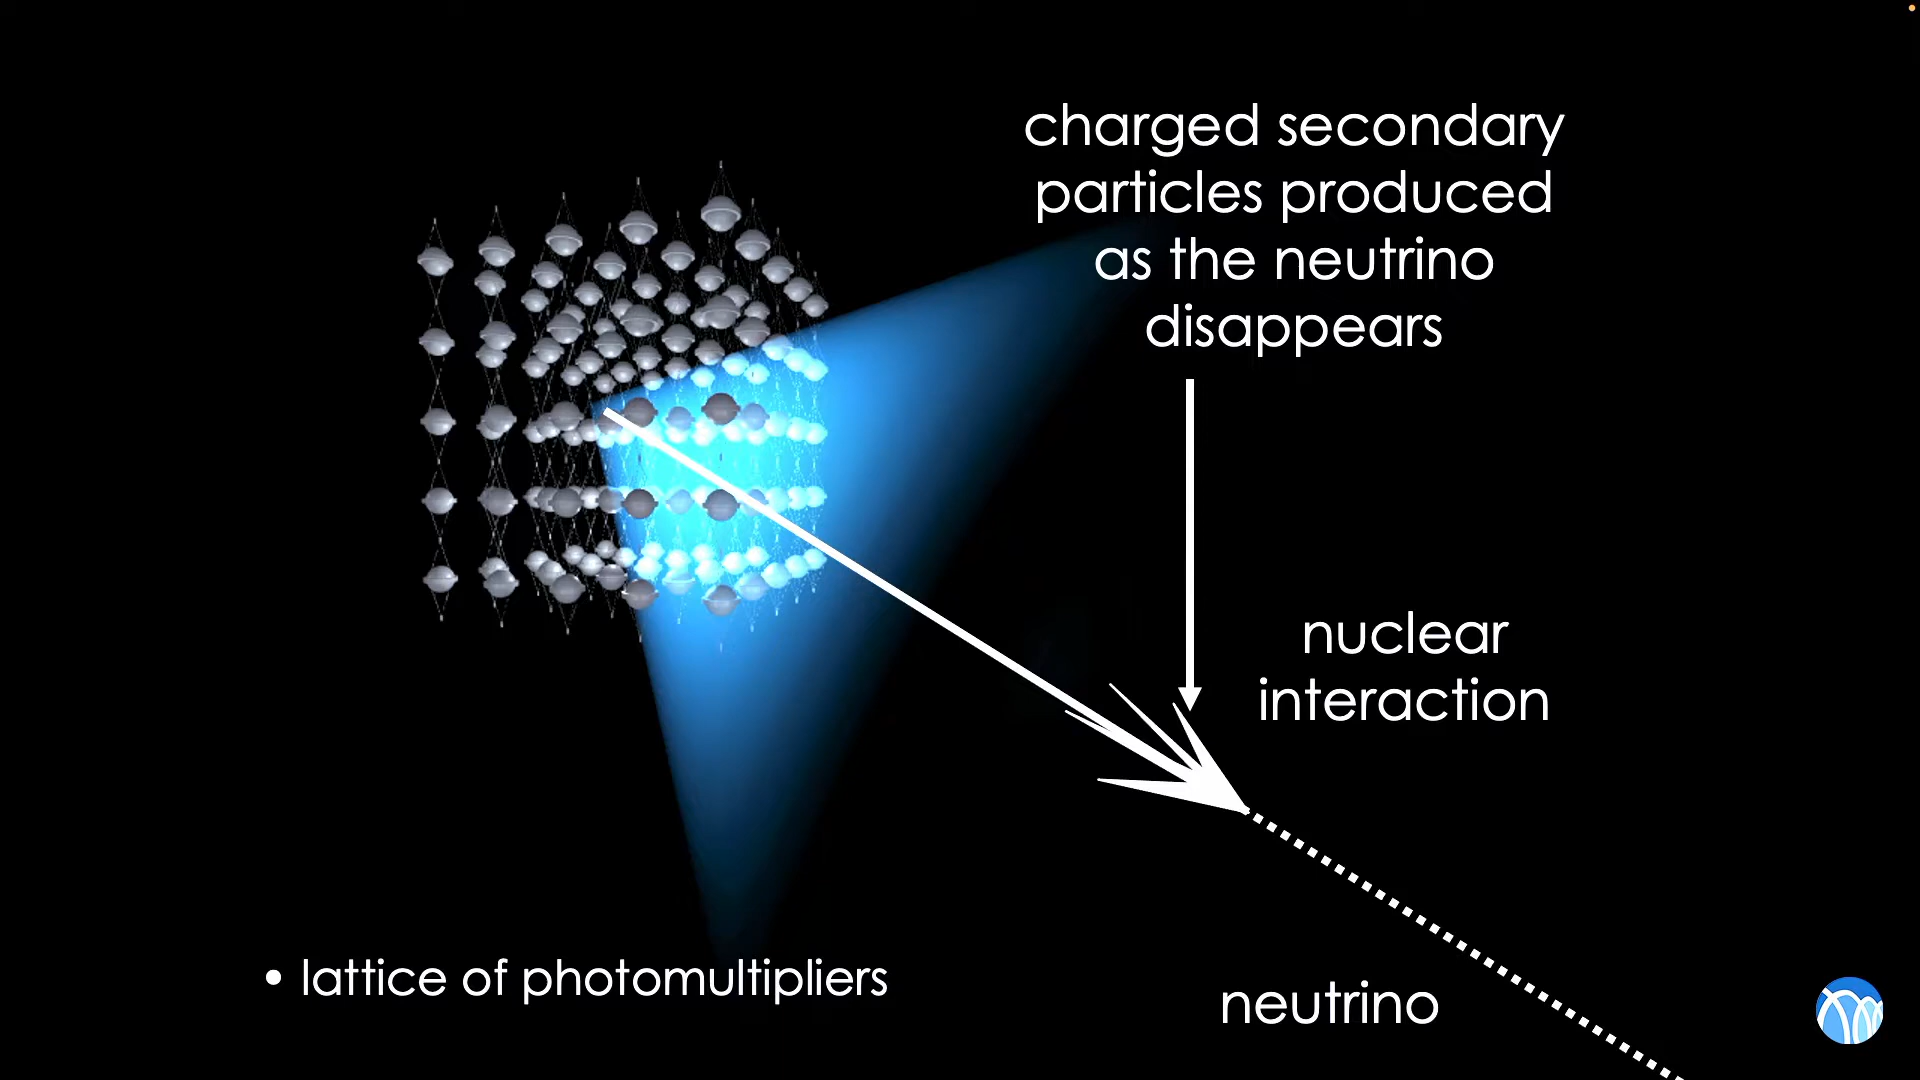 charged secondary
particles produced
as the neutrino
disappears
nuclear
interaction
• lattice of photomultipliers
neutrino